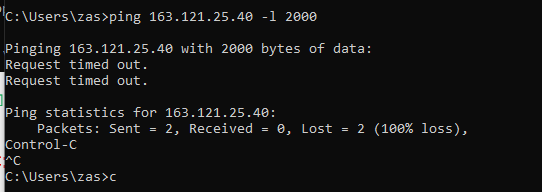 C:\Users\zas>ping 163.121.25.40 -l 2000
Pinging 163.121.25.40 with 2000 bytes of data:
Request timed out.
Request timed out.
Ping statistics for 163.121.25.40:
Packets: Sent = 2, Received = 0, Lost = 2 (100% loss),
Control-C
^C
C:\Users\zas>c